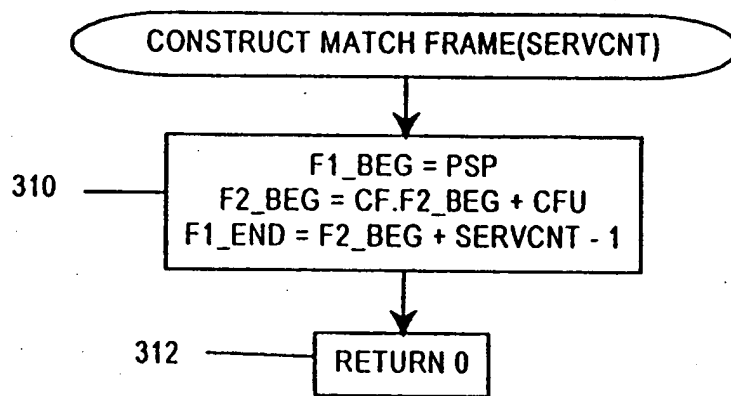 CONSTRUCT MATCH FRAME(SERVCNT)
310
F1_BEG = PSP
F2_BEG = CF.F2_BEG + CFU
F1_END = F2_BEG + SERVCNT - 1
312
RETURN 0